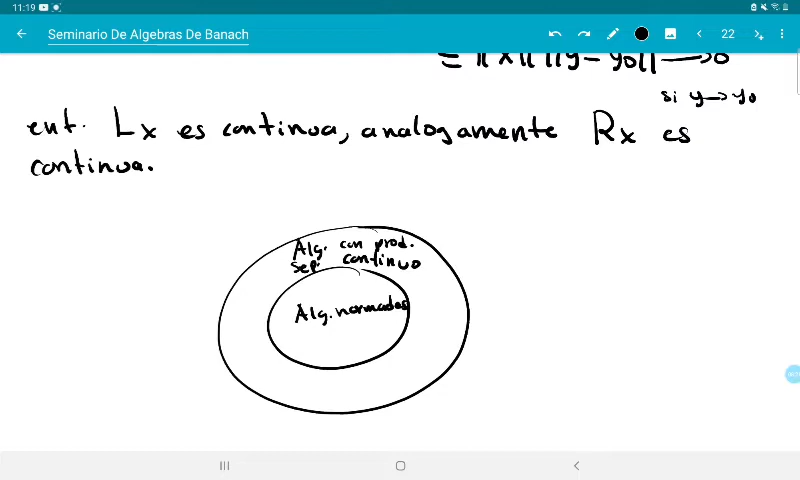 11:19
Seminario De Algebras De Banach
22
= ||x|| ||y - y0|| → 0
si y → y0
ent. Lx es continua, analogamente Rx es
continua.
Alg. con prod.
sep. continuo
Alg. normadas